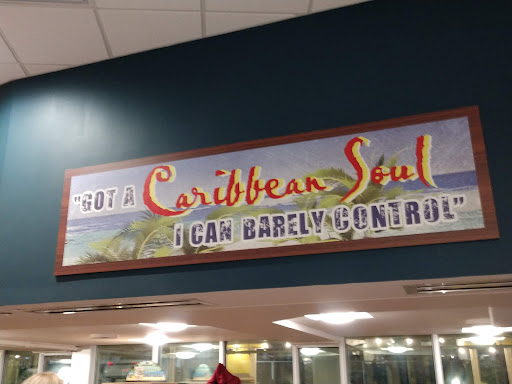 "GOT A Caribbean Soul
I CAN BARELY CONTROL"